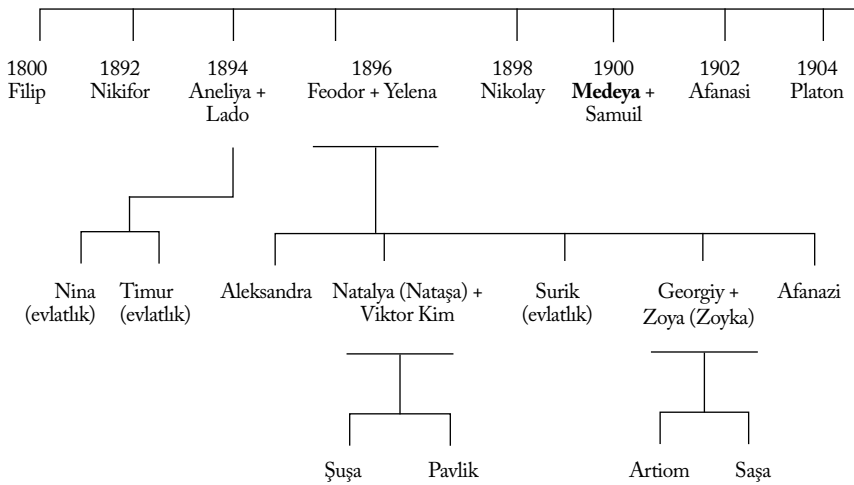 1800 1892 1894 1896 1898 1900 1902 1904
Filip Nikifor Aneliya + Feodor + Yelena Nikolay Medeya + Afanasi Platon
Lado Samuil
Nina Timur Aleksandra Natalya (Nataşa) + Surik Georgiy + Afanazi
(evlatlık) (evlatlık) Viktor Kim (evlatlık) Zoya (Zoyka)
Şuşa Pavlik Artiom Saşa